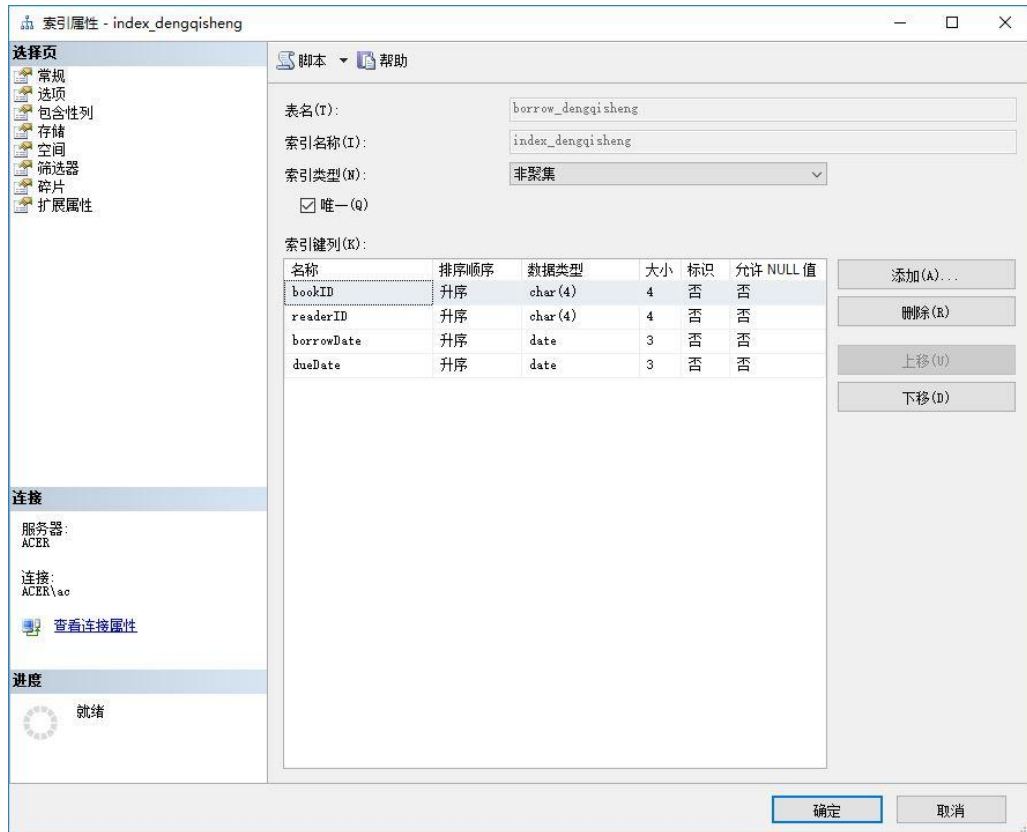 索引属性 - index_dengqisheng
选择页
常规
选项
包含性列
存储
空间
筛选器
碎片
扩展属性
脚本 帮助
表名(T): borrow_dengqisheng
索引名称(I): index_dengqisheng
索引类型(N): 非聚集
唯一(Q)
索引键列(K):
名称 排序顺序 数据类型 大小 标识 允许 NULL 值
bookID 升序 char(4) 4 否 否
readerID 升序 char(4) 4 否 否
borrowDate 升序 date 3 否 否
dueDate 升序 date 3 否 否
添加(A)...
删除(R)
上移(U)
下移(D)
连接
服务器:
ACER
连接:
ACER\ac
查看连接属性
进度
就绪
确定 取消